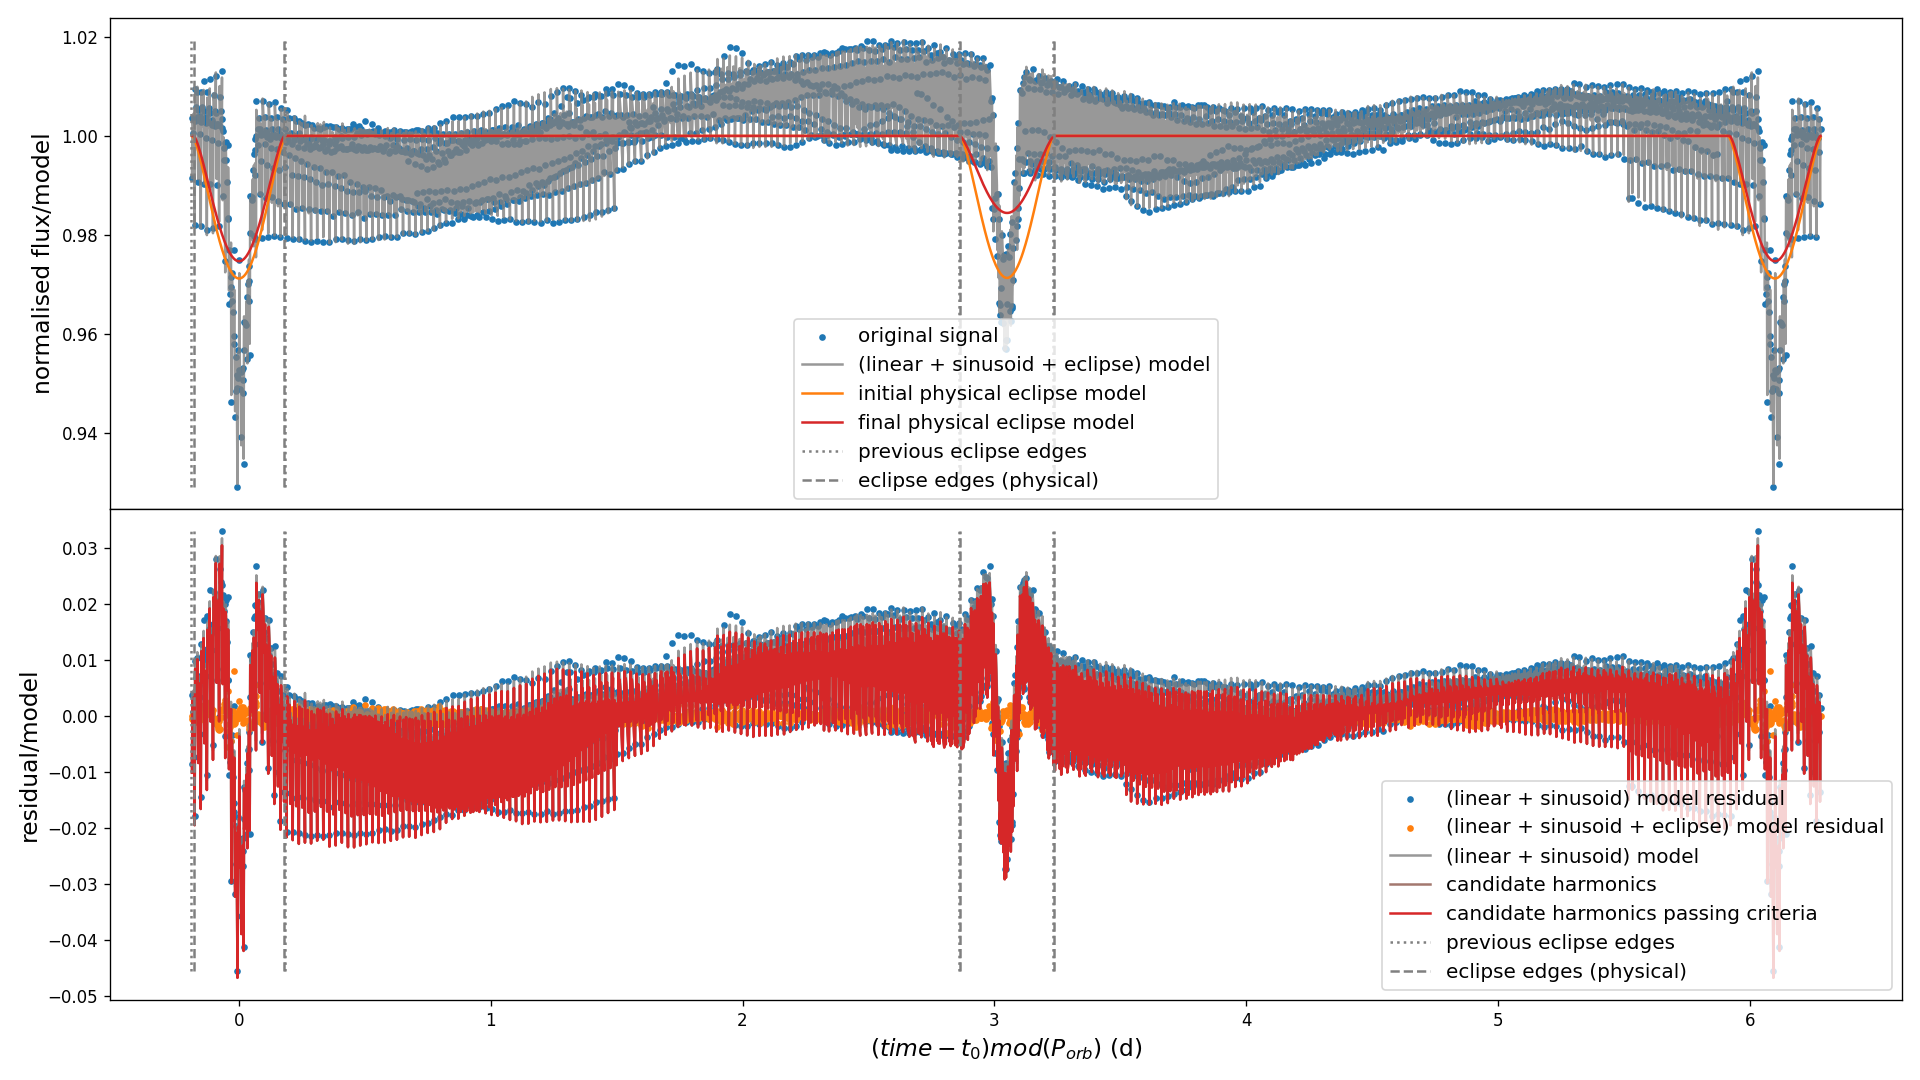 1.02
1.00
0.98
0.96
0.94
normalised flux/model
original signal
(linear + sinusoid + eclipse) model
initial physical eclipse model
final physical eclipse model
previous eclipse edges
eclipse edges (physical)
0.03
0.02
0.01
0.00
−0.01
−0.02
−0.03
−0.04
−0.05
residual/model
(linear + sinusoid) model residual
(linear + sinusoid + eclipse) model residual
(linear + sinusoid) model
candidate harmonics
candidate harmonics passing criteria
previous eclipse edges
eclipse edges (physical)
0 1 2 3 4 5 6
(time − t₀)mod(Pₒᵣb) (d)